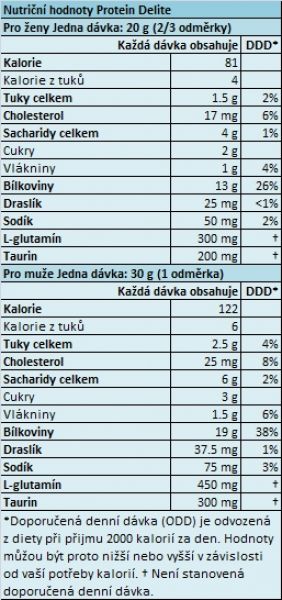 Nutriční hodnoty Protein Delite
Pro ženy Jedna dávka: 20 g (2/3 odměrky)
Každá dávka obsahuje DDD*
Kalorie 81
Kalorie z tuků 4
Tuky celkem 1.5 g 2%
Cholesterol 17 mg 6%
Sacharidy celkem 4 g 1%
Cukry 2 g
Vlákniny 1 g 4%
Bílkoviny 13 g 26%
Draslík 25 mg <1%
Sodík 50 mg 2%
L-glutamín 300 mg †
Taurin 200 mg †
Pro muže Jedna dávka: 30 g (1 odměrka)
Každá dávka obsahuje DDD*
Kalorie 122
Kalorie z tuků 6
Tuky celkem 2.5 g 4%
Cholesterol 25 mg 8%
Sacharidy celkem 6 g 2%
Cukry 3 g
Vlákniny 1.5 g 6%
Bílkoviny 19 g 38%
Draslík 37.5 mg 1%
Sodík 75 mg 3%
L-glutamín 450 mg †
Taurin 300 mg †
*Doporučená denní dávka (ODD) je odvozena
z diety při přijmu 2000 kalorií za den. Hodnoty
můžou být proto nižší nebo vyšší v závislosti
od vaší potřeby kalorií. † Není stanovená
doporučená denní dávka.